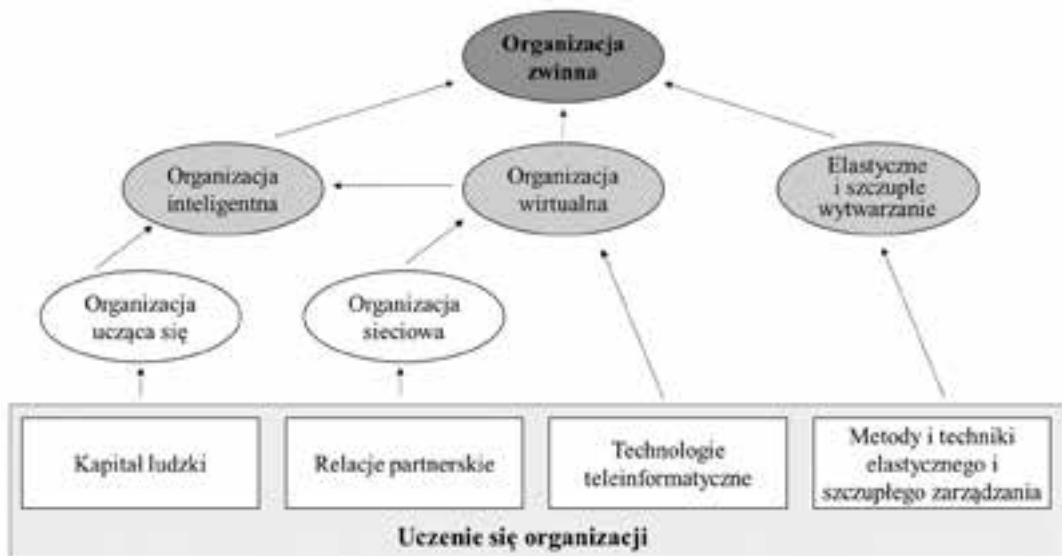 Organizacja
zwinna
Organizacja
inteligentna
Organizacja
wirtualna
Elastyczne
i szczupłe
wytwarzanie
Organizacja
ucząca się
Organizacja
sieciowa
Kapitał ludzki
Relacje partnerskie
Technologie
teleinformatyczne
Metody i techniki
elastycznego i
szczupłego zarządzania
Uczenie się organizacji